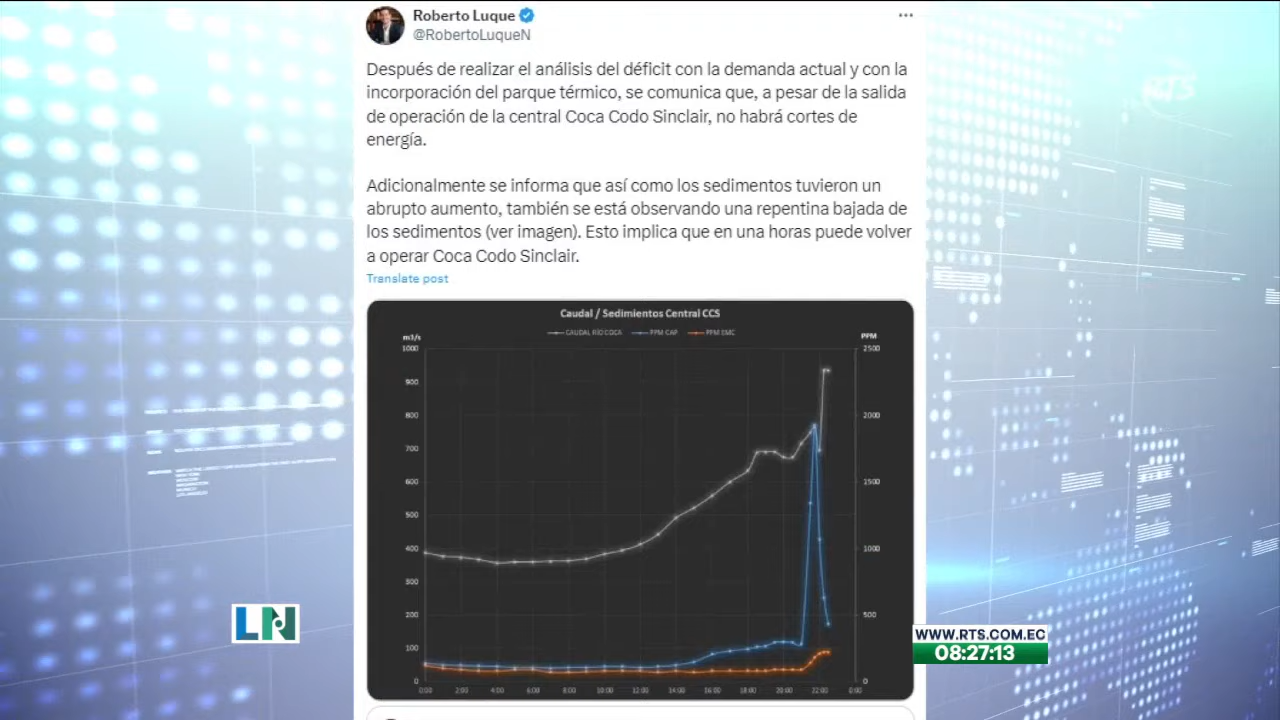 Roberto Luque
@RobertoLuqueN
Después de realizar el análisis del déficit con la demanda actual y con la
incorporación del parque térmico, se comunica que, a pesar de la salida
de operación de la central Coca Codo Sinclair, no habrá cortes de
energía.
Adicionalmente se informa que así como los sedimentos tuvieron un
abrupto aumento, también se está observando una repentina bajada de
los sedimentos (ver imagen). Esto implica que en una horas puede volver
a operar Coca Codo Sinclair.
Translate post
Caudal / Sedimientos Central CCS
CAUDAL RÍO COCA PPM CAP PPM EMC
m3/s PPM
1000 2500
900
800 2000
700
600 1500
500
400 1000
300
200 500
100
0 0
0:00 2:00 4:00 6:00 8:00 10:00 12:00 14:00 16:00 18:00 20:00 22:00 0:00
RTS
LN
WWW.RTS.COM.EC
08:27:13